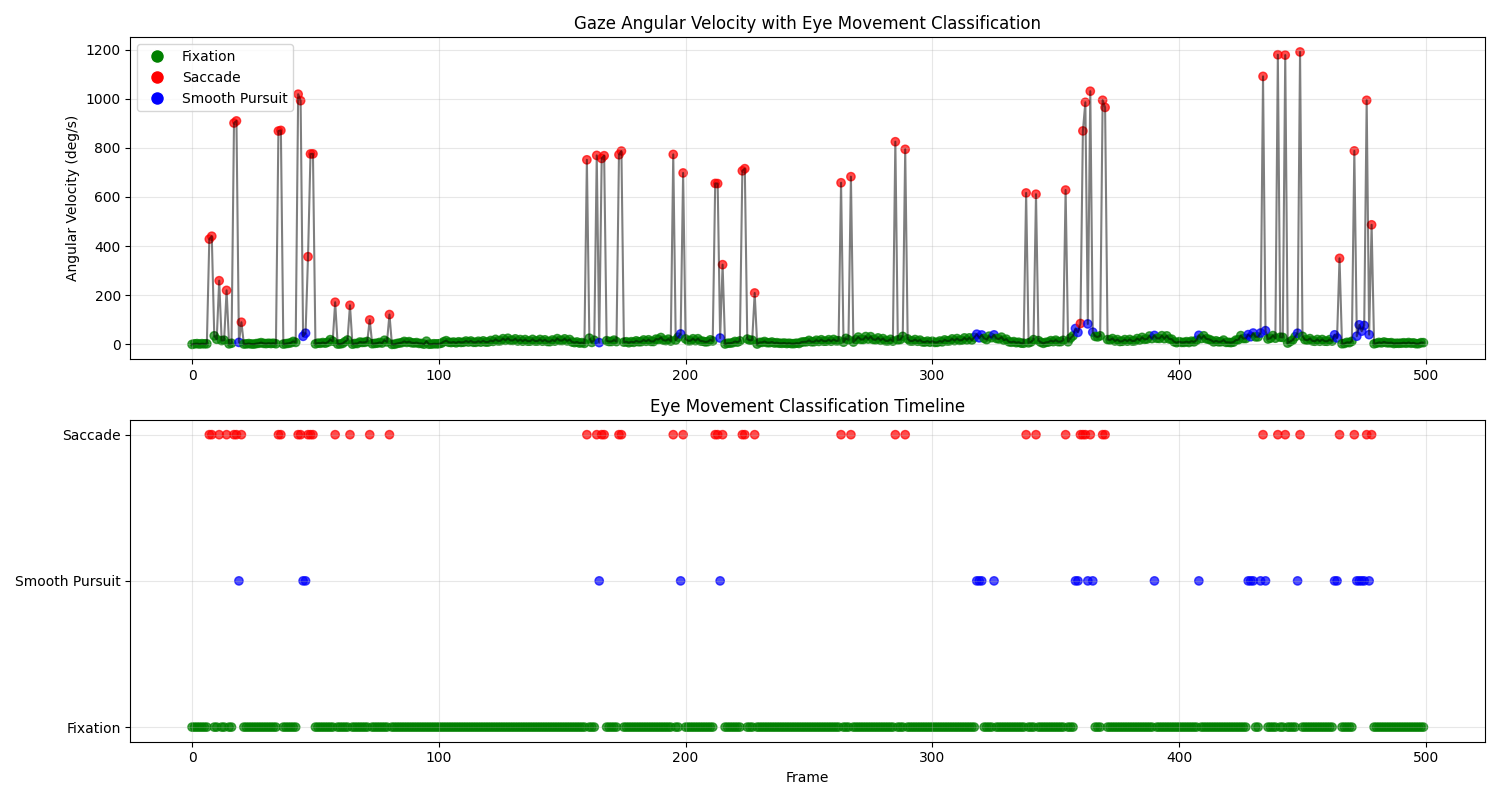 Gaze Angular Velocity with Eye Movement Classification
Angular Velocity (deg/s)
1200
1000
800
600
400
200
0
Fixation
Saccade
Smooth Pursuit
0 100 200 300 400 500
Eye Movement Classification Timeline
Saccade
Smooth Pursuit
Fixation
0 100 200 300 400 500
Frame